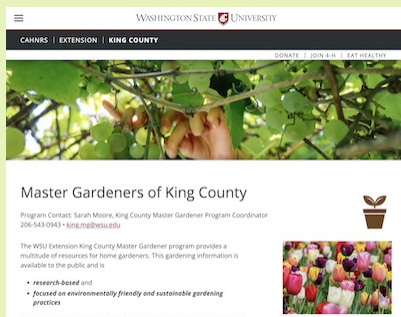 WASHINGTON STATE UNIVERSITY
CAHNRS | EXTENSION | KING COUNTY
DONATE | JOIN 4-H | EAT HEALTHY
Master Gardeners of King County
Program Contact: Sarah Moore, King County Master Gardener Program Coordinator
206-543-0943 • king.mg@wsu.edu
The WSU Extension King County Master Gardener program provides a
multitude of resources for home gardeners. This gardening information is
available to the public and is
• research-based and
• focused on environmentally friendly and sustainable gardening
practices